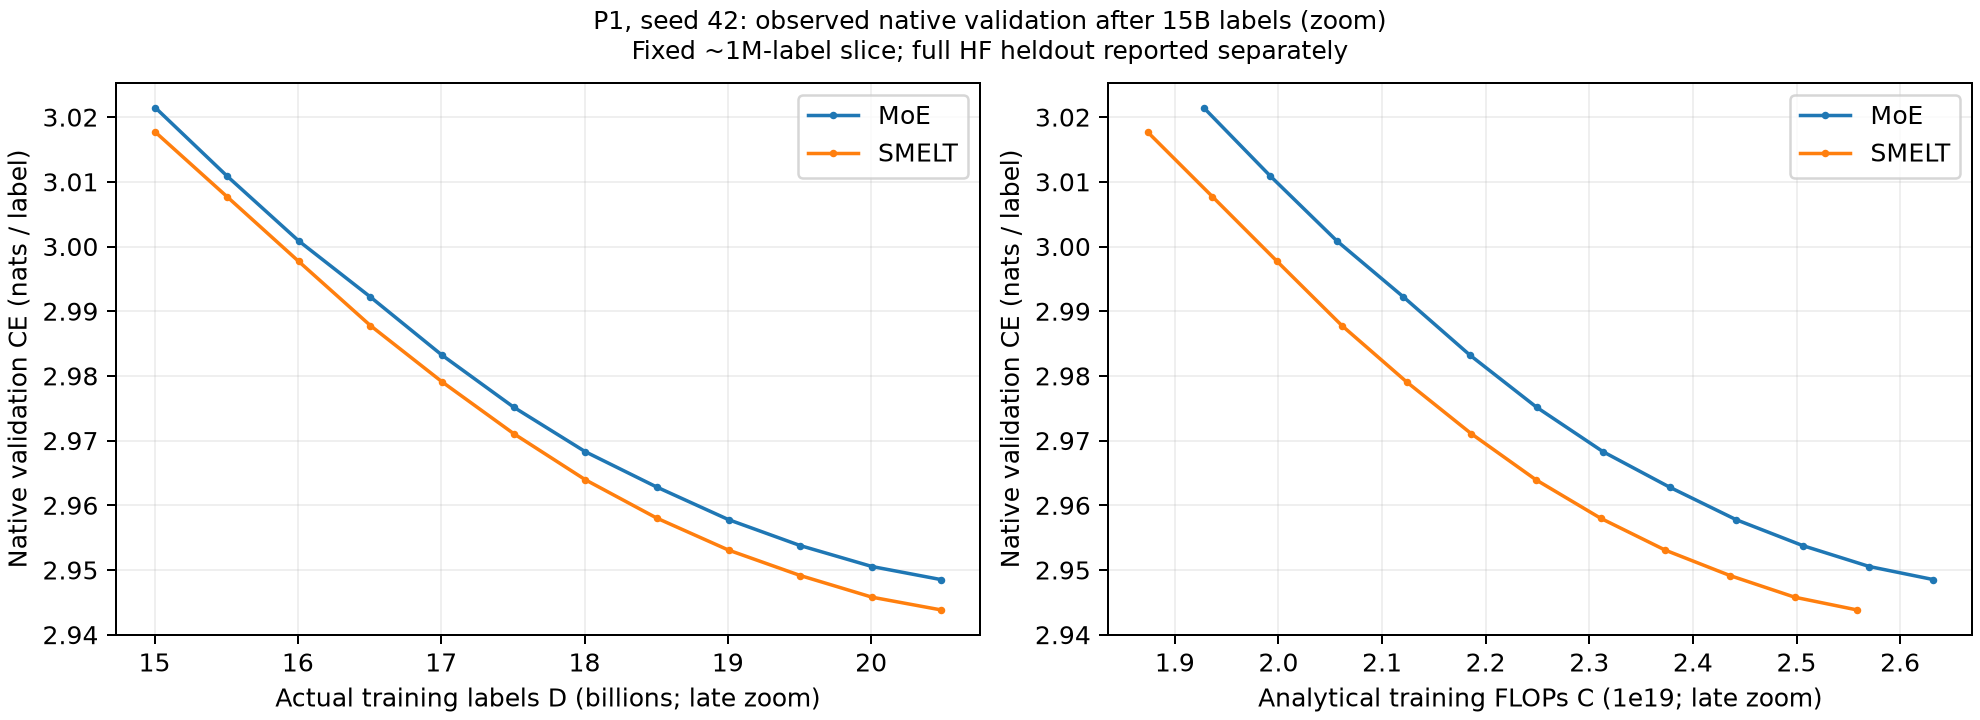 P1, seed 42: observed native validation after 15B labels (zoom)
Fixed ~1M-label slice; full HF heldout reported separately
Native validation CE (nats / label)
3.02
3.01
3.00
2.99
2.98
2.97
2.96
2.95
2.94
MoE
SMELT
15 16 17 18 19 20
Actual training labels D (billions; late zoom)
Native validation CE (nats / label)
3.02
3.01
3.00
2.99
2.98
2.97
2.96
2.95
2.94
MoE
SMELT
1.9 2.0 2.1 2.2 2.3 2.4 2.5 2.6
Analytical training FLOPs C (1e19; late zoom)